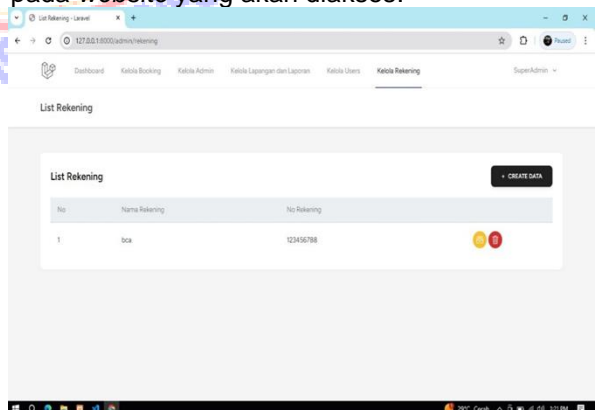 pada website yang akan diakses.
List Rekening - Laravel
127.0.0.1:8000/admin/rekening
Paused
Dashboard Kelola Booking Kelola Admin Kelola Lapangan dan Laporan Kelola Users Kelola Rekening SuperAdmin
List Rekening
List Rekening
+ CREATE DATA
No Nama Rekening No Rekening
1 bca 123456788
29°C Cerah